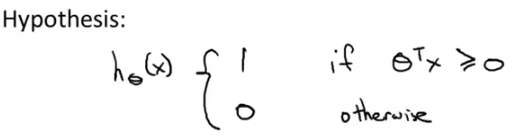 Hypothesis:
hθ(x) { 1 if θᵀx ≥ 0
0 otherwise